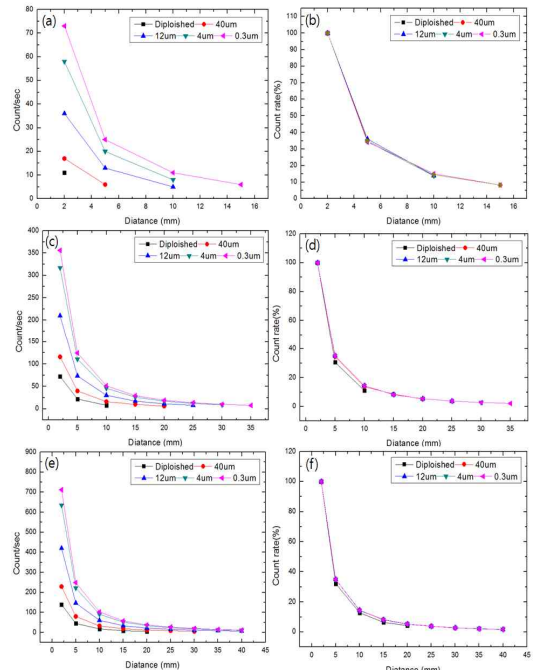 (a)
Diploished 40um
12um 4um 0.3um
80
70
60
50
40
30
20
10
0
Count/sec
0 2 4 6 8 10 12 14 16
Distance (mm)
(b)
Diploished 40um
12um 4um 0.3um
100
90
80
70
60
50
40
30
20
10
0
Count rate(%)
0 2 4 6 8 10 12 14 16
Distance (mm)
(c)
Diploished 40um
12um 4um 0.3um
400
350
300
250
200
150
100
50
0
Count/sec
0 5 10 15 20 25 30 35
Distance (mm)
(d)
Diploished 40um
12um 4um 0.3um
120
100
80
60
40
20
0
Count rate(%)
0 5 10 15 20 25 30 35
Distance (mm)
(e)
Diploished 40um
12um 4um 0.3um
900
800
700
600
500
400
300
200
100
0
Count/sec
0 5 10 15 20 25 30 35 40 45
Distance (mm)
(f)
Diploished 40um
12um 4um 0.3um
120
100
80
60
40
20
0
Count rate(%)
0 5 10 15 20 25 30 35 40 45
Distance (mm)